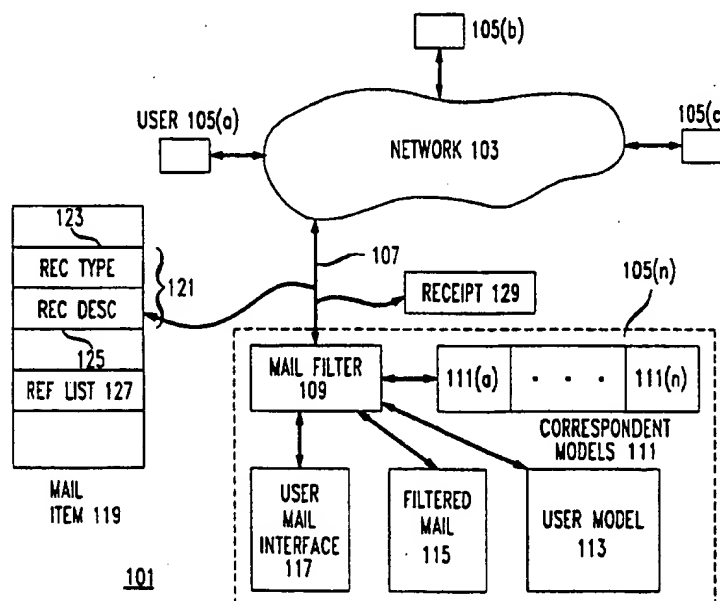 105(b)
USER 105(a)
105(c
NETWORK 103
123
REC TYPE
121
REC DESC
125
REF LIST 127
MAIL
ITEM 119
107
RECEIPT 129
105(n)
MAIL FILTER
109
111(a)
. . .
111(n)
CORRESPONDENT
MODELS 111
USER
MAIL
INTERFACE
117
FILTERED
MAIL
115
USER MODEL
113
101